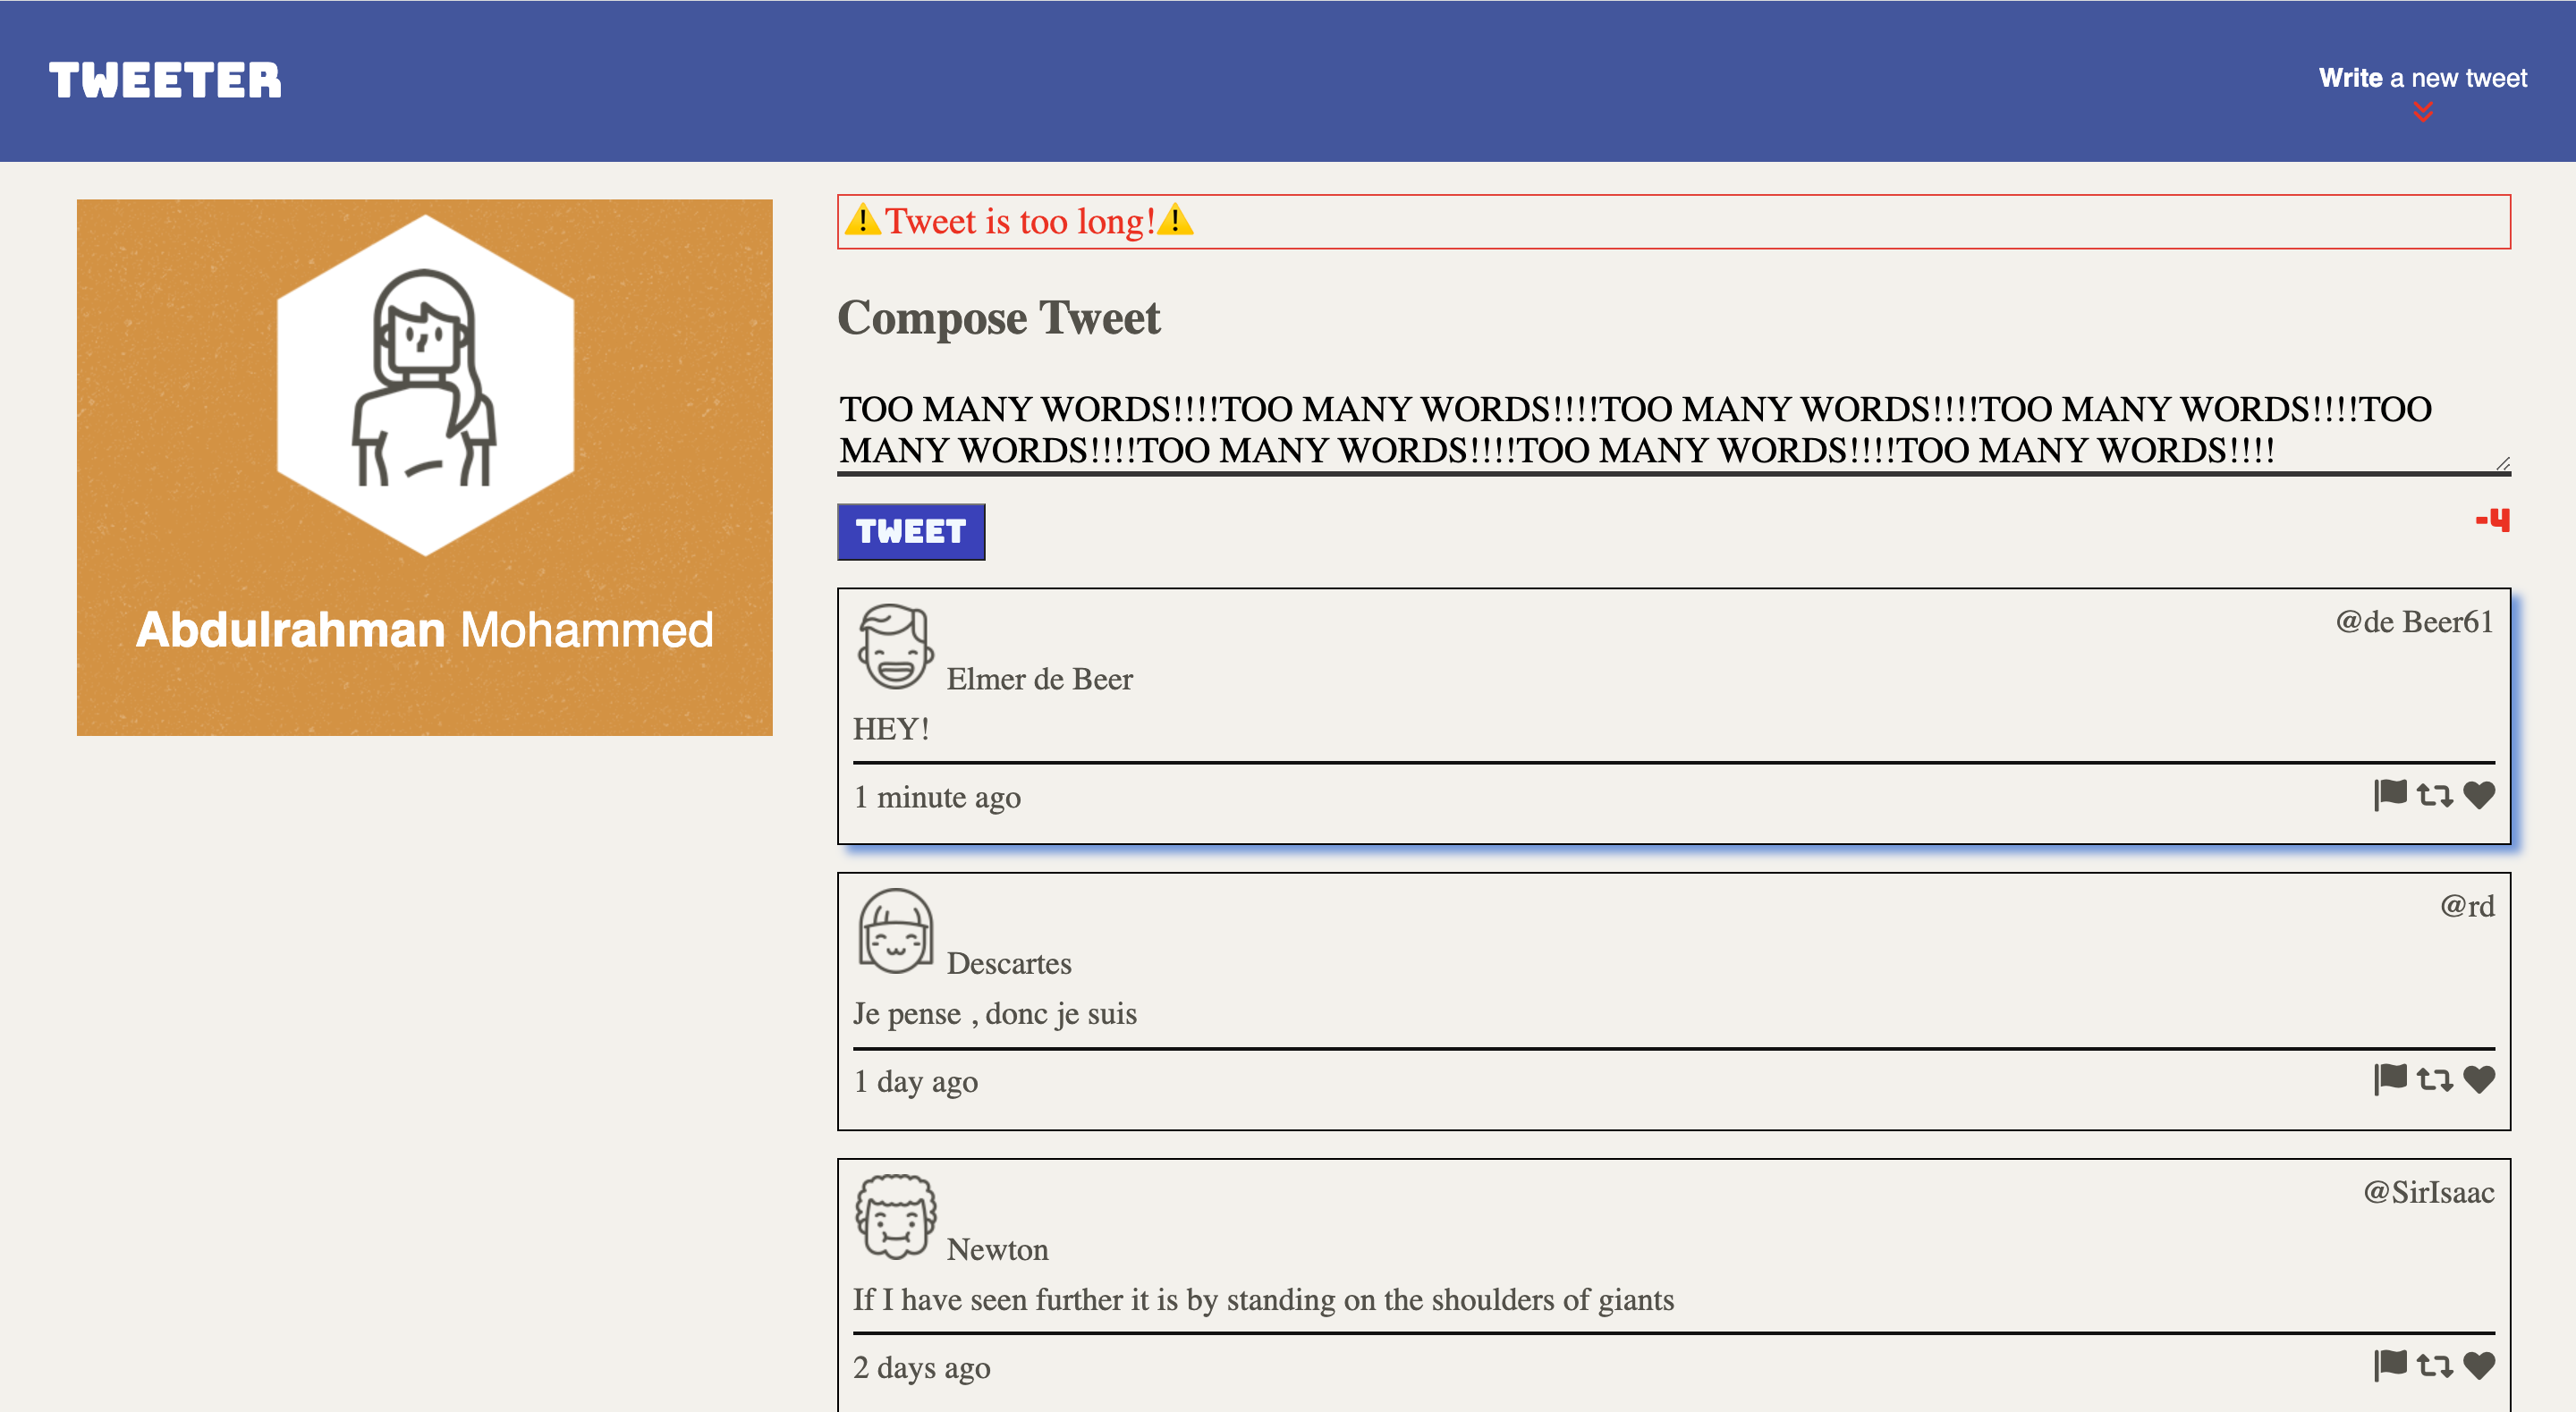 TWEETER
Write a new tweet
Abdulrahman Mohammed
⚠️Tweet is too long!⚠️
Compose Tweet
TOO MANY WORDS!!!!TOO MANY WORDS!!!!TOO MANY WORDS!!!!TOO MANY WORDS!!!!TOO
MANY WORDS!!!!TOO MANY WORDS!!!!TOO MANY WORDS!!!!TOO MANY WORDS!!!!
TWEET
-4
Elmer de Beer
@de Beer61
HEY!
1 minute ago
Descartes
@rd
Je pense , donc je suis
1 day ago
Newton
@SirIsaac
If I have seen further it is by standing on the shoulders of giants
2 days ago